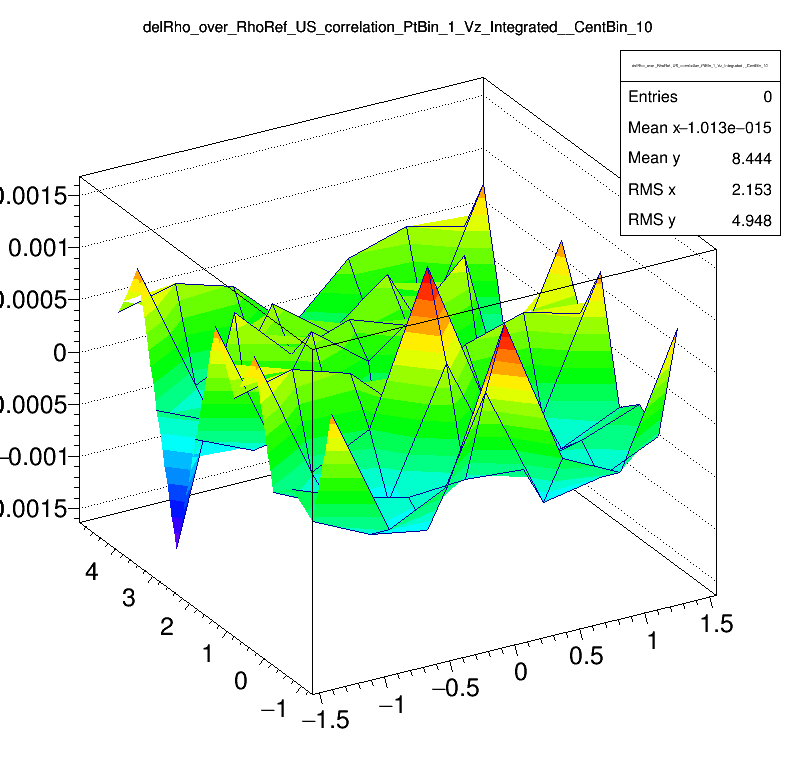 delRho_over_RhoRef_US_correlation_PtBin_1_Vz_Integrated__CentBin_10
delRho_over_RhoRef_US_correlation_PtBin_1_Vz_Integrated__CentBin_10
Entries 0
Mean x −1.013e−015
Mean y 8.444
RMS x 2.153
RMS y 4.948
0.0015
0.001
0.0005
0
0.0005
−0.001
0.0015
4
3
2
1
0
−1
−1.5
−1
−0.5
0
0.5
1
1.5